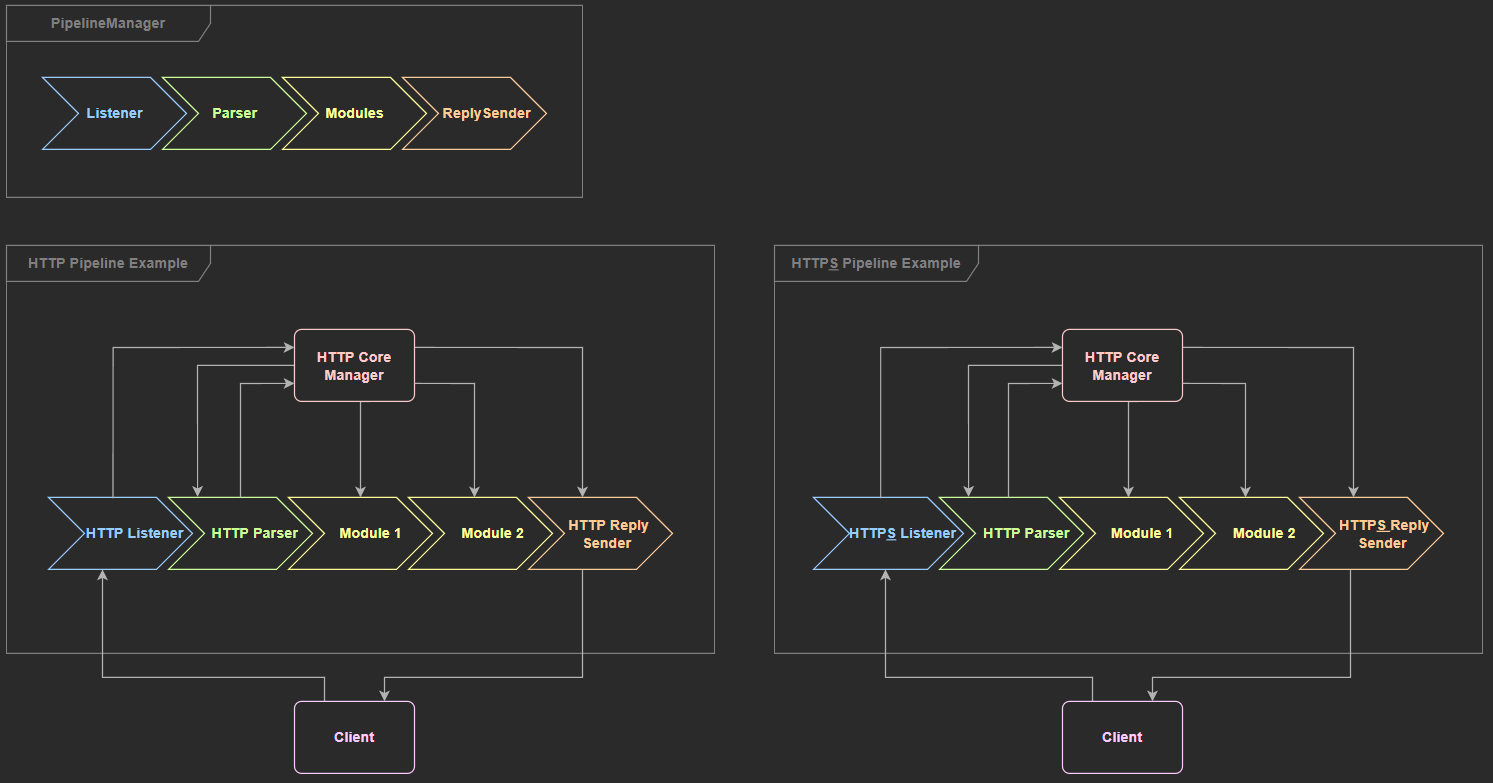 PipelineManager
Listener
Parser
Modules
ReplySender
HTTP Pipeline Example
HTTP Core
Manager
HTTP Listener
HTTP Parser
Module 1
Module 2
HTTP Reply
Sender
Client
HTTPS Pipeline Example
HTTP Core
Manager
HTTPS Listener
HTTP Parser
Module 1
Module 2
HTTPS Reply
Sender
Client